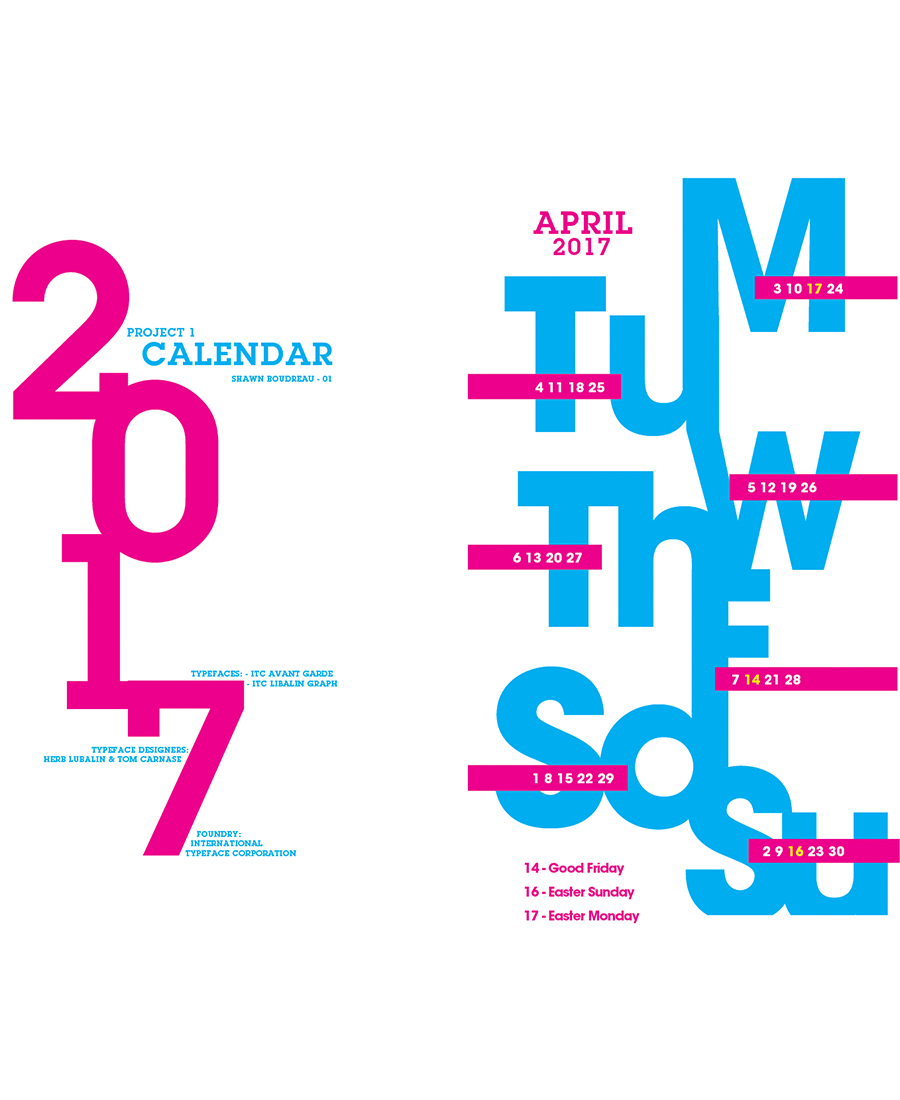 2017
PROJECT 1
CALENDAR
SHAWN BOUDREAU - 01
TYPEFACES: - ITC AVANT GARDE
- ITC LIBALIN GRAPH
TYPEFACE DESIGNERS:
HERB LUBALIN & TOM CARNASE
FOUNDRY:
INTERNATIONAL
TYPEFACE CORPORATION
APRIL
2017
M
3 10 17 24
Tu
4 11 18 25
W
5 12 19 26
Th
6 13 20 27
F
7 14 21 28
Sa
1 8 15 22 29
Su
2 9 16 23 30
14 - Good Friday
16 - Easter Sunday
17 - Easter Monday